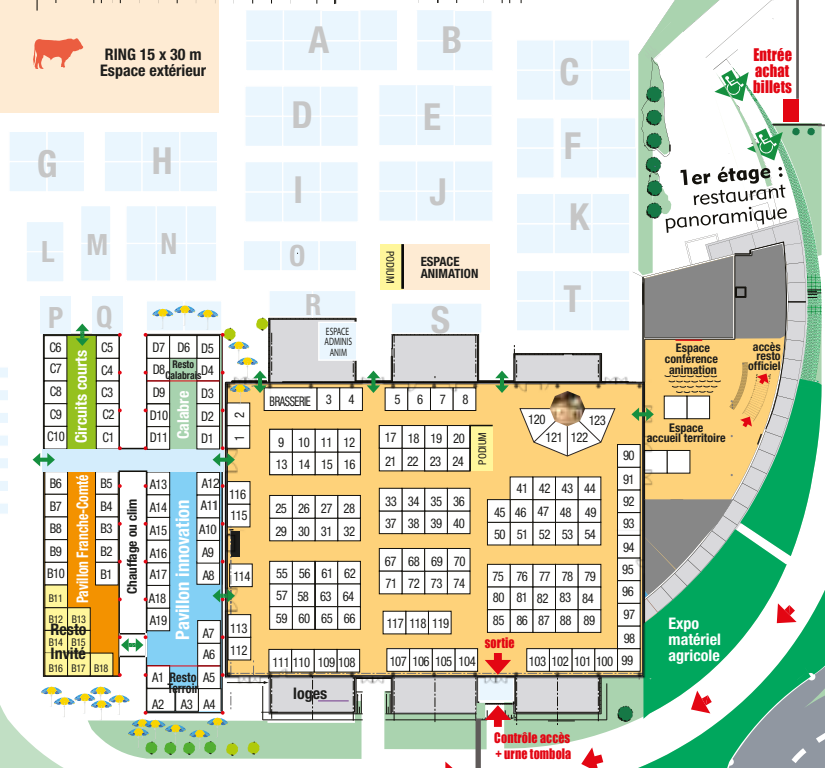 RING 15 x 30 m
Espace extérieur
A
B
C
D
E
F
G
H
I
J
K
L
M
N
O
P
Q
R
S
T
Entrée
achat
billets
1er étage :
restaurant
panoramique
PODIUM
ESPACE
ANIMATION
ESPACE
ADMINIS
ANIM
C6 C5
C7 C4
C8 C3
C9 C2
C10 C1
Circuits courts
D7 D6 D5
D8 Resto
Calabrais D4
D9 D3
D10 D2
D11 D1
Calabre
B6 B5
B7 B4
B8 B3
B9 B2
B10 B1
B11
B12 B13
B14 B15
B16 B17 B18
Pavillon Franche-Comté
Resto
Invité
Chauffage ou clim
A13 A12
A14 A11
A15 A10
A16 A9
A17 A8
A18
A19
A7
A6
A1 A5
A2 A3 A4
Pavillon innovation
Resto
Terroir
2
1
116
115
114
113
112
BRASSERIE 3 4
5 6 7 8
9 10 11 12
13 14 15 16
17 18 19 20
21 22 23 24
PODIUM
120 121 122 123
25 26 27 28
29 30 31 32
33 34 35 36
37 38 39 40
41 42 43 44
45 46 47 48 49
50 51 52 53 54
55 56 61 62
57 58 63 64
59 60 65 66
67 68 69 70
71 72 73 74
75 76 77 78 79
80 81 82 83 84
85 86 87 88 89
117 118 119
90
91
92
93
94
95
96
97
98
99
111 110 109 108
107 106 105 104
103 102 101 100
sortie
loges
Contrôle accès
+ urne tombola
Espace
conférence
animation
accès
resto
officiel
Espace
accueil territoire
Expo
matériel
agricole